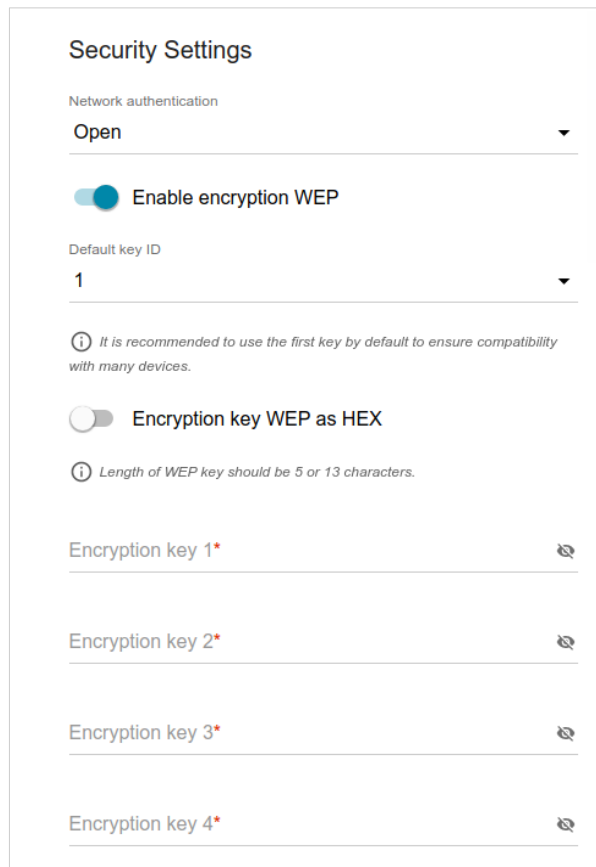 Security Settings
Network authentication
Open
Enable encryption WEP
Default key ID
1
It is recommended to use the first key by default to ensure compatibility
with many devices.
Encryption key WEP as HEX
Length of WEP key should be 5 or 13 characters.
Encryption key 1*
Encryption key 2*
Encryption key 3*
Encryption key 4*